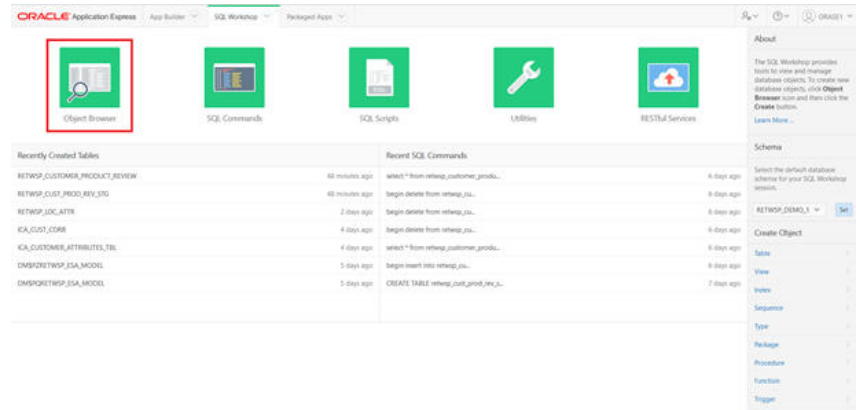 ORACLE Application Express App Builder SQL Workshop Packaged Apps ORASE1
Object Browser SQL Commands SQL Scripts Utilities RESTful Services
About
The SQL Workshop provides
tools to view and manage
database objects. To create new
database objects, click Object
Browser icon and then click the
Create button.
Learn More ...
Schema
Select the default database
schema for your SQL Workshop
session.
RETWSP_DEMO_1 Set
Create Object
Table
View
Index
Sequence
Type
Package
Procedure
Function
Trigger
Recently Created Tables
RETWSP_CUSTOMER_PRODUCT_REVIEW 48 minutes ago
RETWSP_CUST_PROD_REV_STG 48 minutes ago
RETWSP_LOC_ATTR 2 days ago
ICA_CUST_CORR 4 days ago
ICA_CUSTOMER_ATTRIBUTES_TBL 4 days ago
5 days ago
5 days ago
Recent SQL Commands
select * from retwsp_customer_produ... 6 days ago
begin delete from retwsp_cu... 6 days ago
begin delete from retwsp_cu... 6 days ago
begin delete from retwsp_cu... 6 days ago
select * from retwsp_customer_produ... 6 days ago
begin insert into retwsp_cu... 6 days ago
CREATE TABLE retwsp_cust_prod_rev_s... 7 days ago